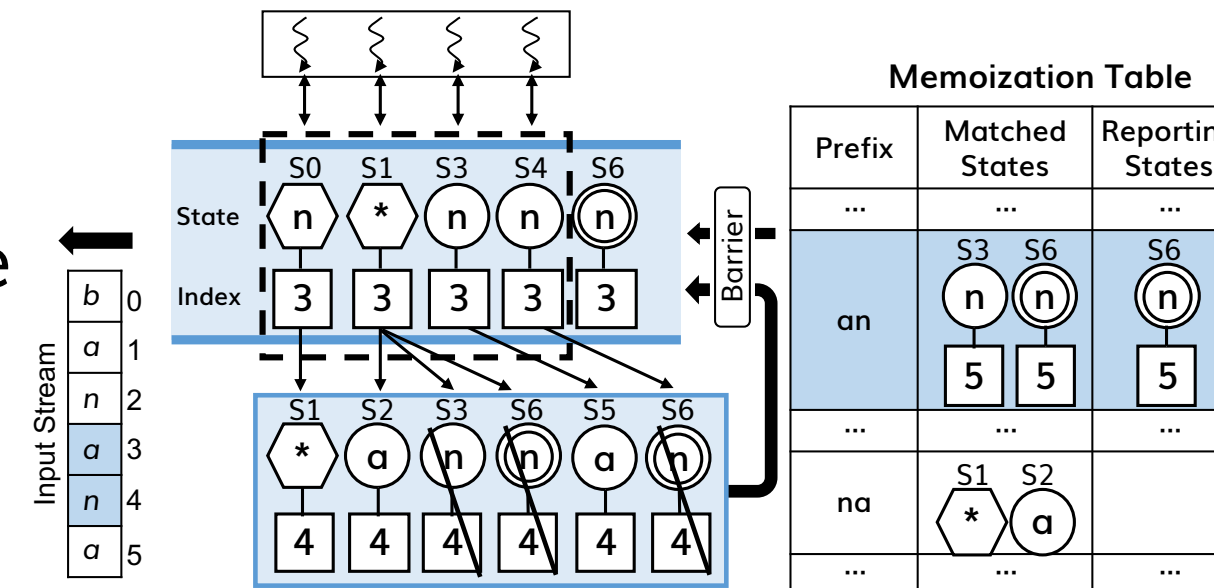 e
Input Stream
b 0
a 1
n 2
a 3
n 4
a 5
State
Index
S0 S1 S3 S4 S6
n * n n n
3 3 3 3 3
S1 S2 S3 S6 S5 S6
* a n n a n
4 4 4 4 4 4
Barrier
Memoization Table
Prefix
Matched
States
Reportin
States
... ... ...
an
S3 S6
n n
5 5
S6
n
5
... ... ...
na
S1 S2
* a
... ... ...